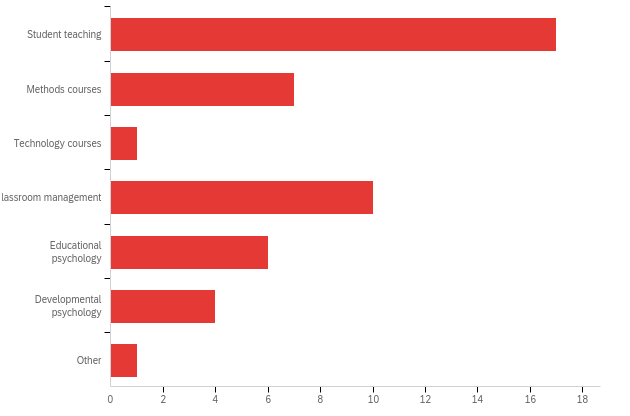 Student teaching
Methods courses
Technology courses
lassroom management
Educational
psychology
Developmental
psychology
Other
0 2 4 6 8 10 12 14 16 18